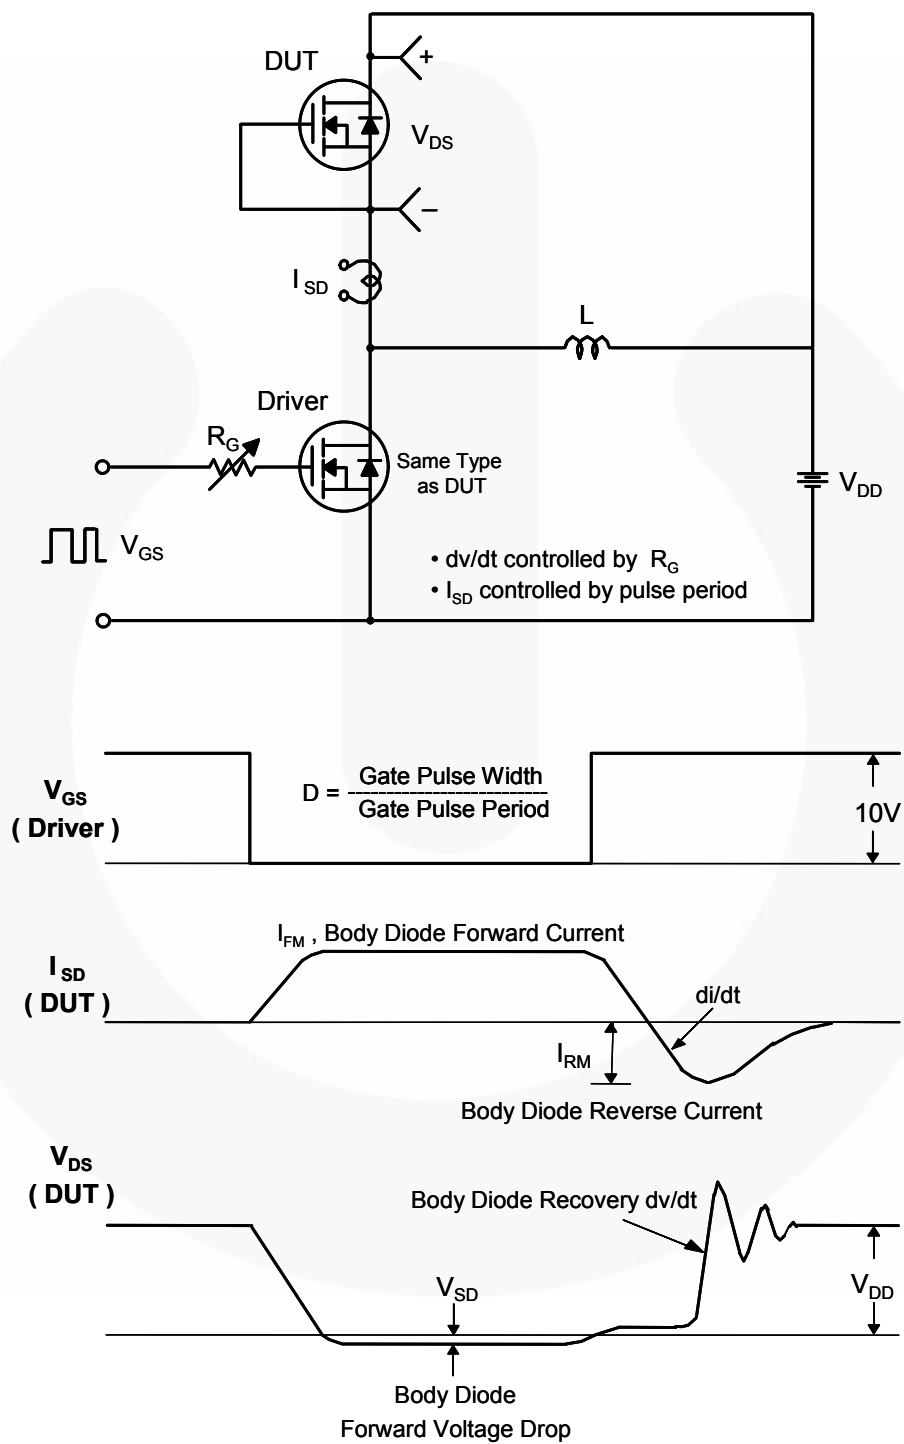 DUT
+
V_DS
–
I_SD
L
Driver
R_G
Same Type
as DUT
V_DD
V_GS
• dv/dt controlled by R_G
• I_SD controlled by pulse period
V_GS
( Driver )
D = Gate Pulse Width
Gate Pulse Period
10V
I_FM , Body Diode Forward Current
I_SD
( DUT )
di/dt
I_RM
Body Diode Reverse Current
V_DS
( DUT )
Body Diode Recovery dv/dt
V_SD
V_DD
Body Diode
Forward Voltage Drop